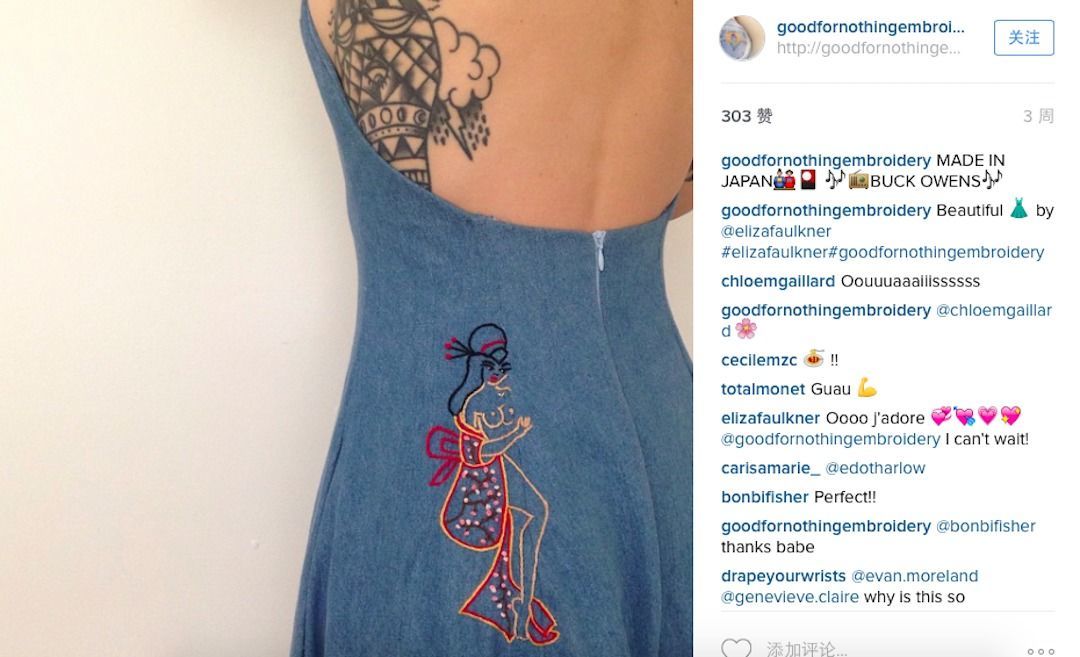 goodfornothingembroi...
http://goodfornothinge...
关注
303 赞
3 周
goodfornothingembroidery MADE IN
JAPAN🎎🎴 🎶📻BUCK OWENS🎶
goodfornothingembroidery Beautiful 👗 by
@elizafaulkner
#elizafaulkner#goodfornothingembroidery
chloemgaillard Oouuuaaaiiissssss
goodfornothingembroidery @chloemgaillar
d 🌸
cecilemzc 🍝 !!
totalmonet Guau 💪
elizafaulkner Oooo j'adore 💞💘💗💖
@goodfornothingembroidery I can't wait!
carisamarie_ @edotharlow
bonbifisher Perfect!!
goodfornothingembroidery @bonbifisher
thanks babe
drapeyourwrists @evan.moreland
@genevieve.claire why is this so
添加评论...